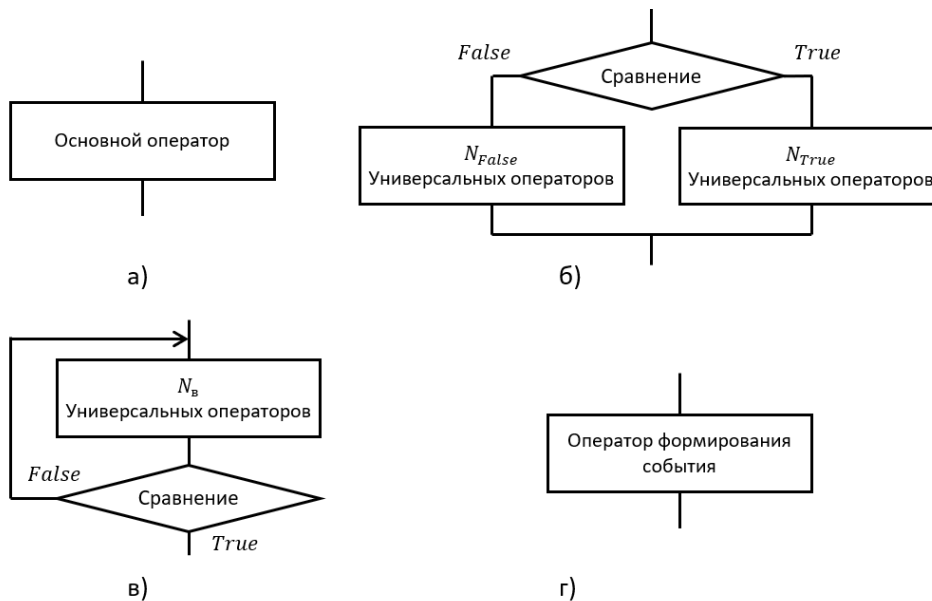 Основной оператор
а)
False
True
Сравнение
N_False
Универсальных операторов
N_True
Универсальных операторов
б)
N_в
Универсальных операторов
False
Сравнение
True
в)
Оператор формирования
события
г)